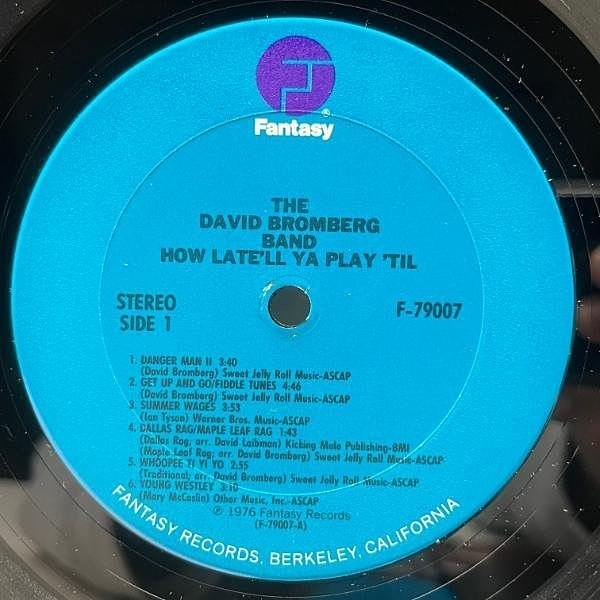 F
®
Fantasy
THE
DAVID BROMBERG
BAND
HOW LATE'LL YA PLAY 'TIL
STEREO
SIDE 1
F-79007
1. DANGER MAN II 3:40
(David Bromberg) Sweet Jelly Roll Music-ASCAP
2. GET UP AND GO/FIDDLE TUNES 4:46
(David Bromberg) Sweet Jelly Roll Music-ASCAP
3. SUMMER WAGES 3:53
(Ian Tyson) Warner Bros. Music-ASCAP
4. DALLAS RAG/MAPLE LEAF RAG 1:43
(Dallas Rag; arr. David Laibman) Kicking Mule Publishing-BMI
(Maple Leaf Rag; arr. David Bromberg) Sweet Jelly Roll Music-ASCAP
5. WHOOPEE TI YI YO 2:55
(Traditional; arr. David Bromberg) Sweet Jelly Roll Music-ASCAP
6. YOUNG WESTLEY 3:10
(Mary McCaslin) Other Music, Inc.-ASCAP
℗ 1976 Fantasy Records
(F-79007-A)
FANTASY RECORDS, BERKELEY, CALIFORNIA